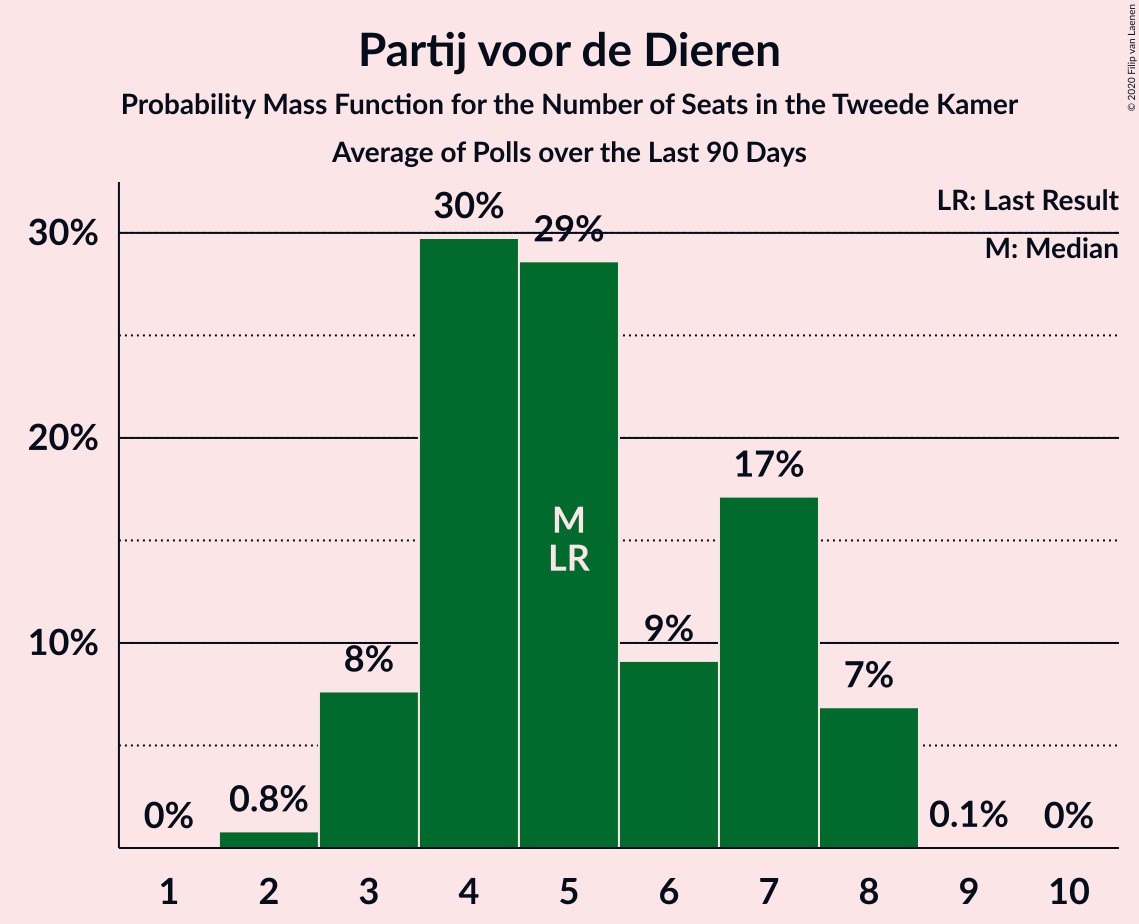 Partij voor de Dieren
Probability Mass Function for the Number of Seats in the Tweede Kamer
Average of Polls over the Last 90 Days
© 2020 Filip van Laenen
LR: Last Result
M: Median
30%
20%
10%
0%
0.8%
8%
30%
29%
9%
17%
7%
0.1%
0%
M
LR
1 2 3 4 5 6 7 8 9 10